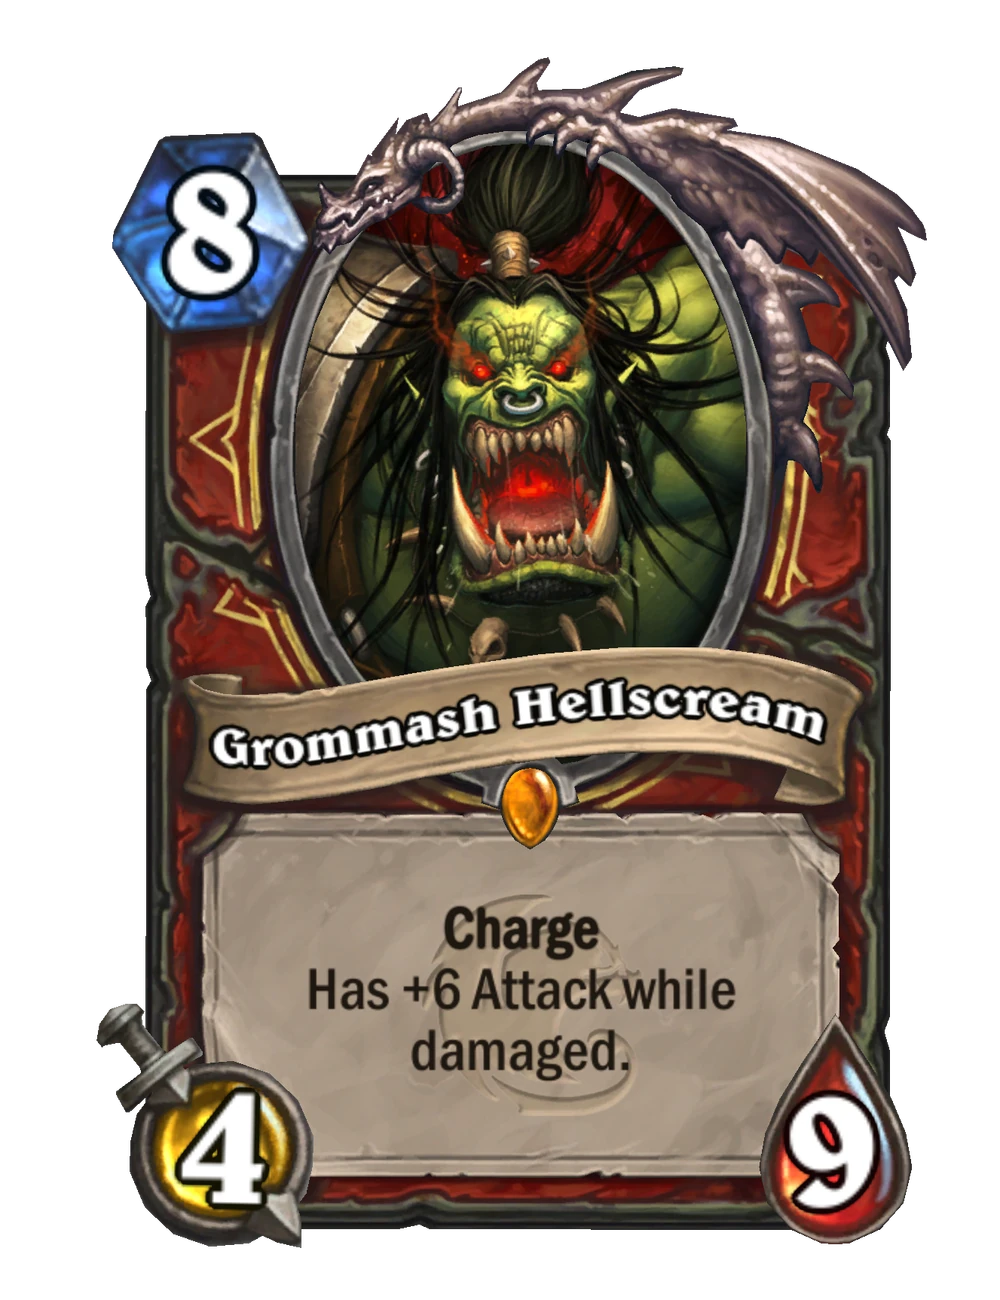 8
Grommash Hellscream
Charge
Has +6 Attack while
damaged.
4
9